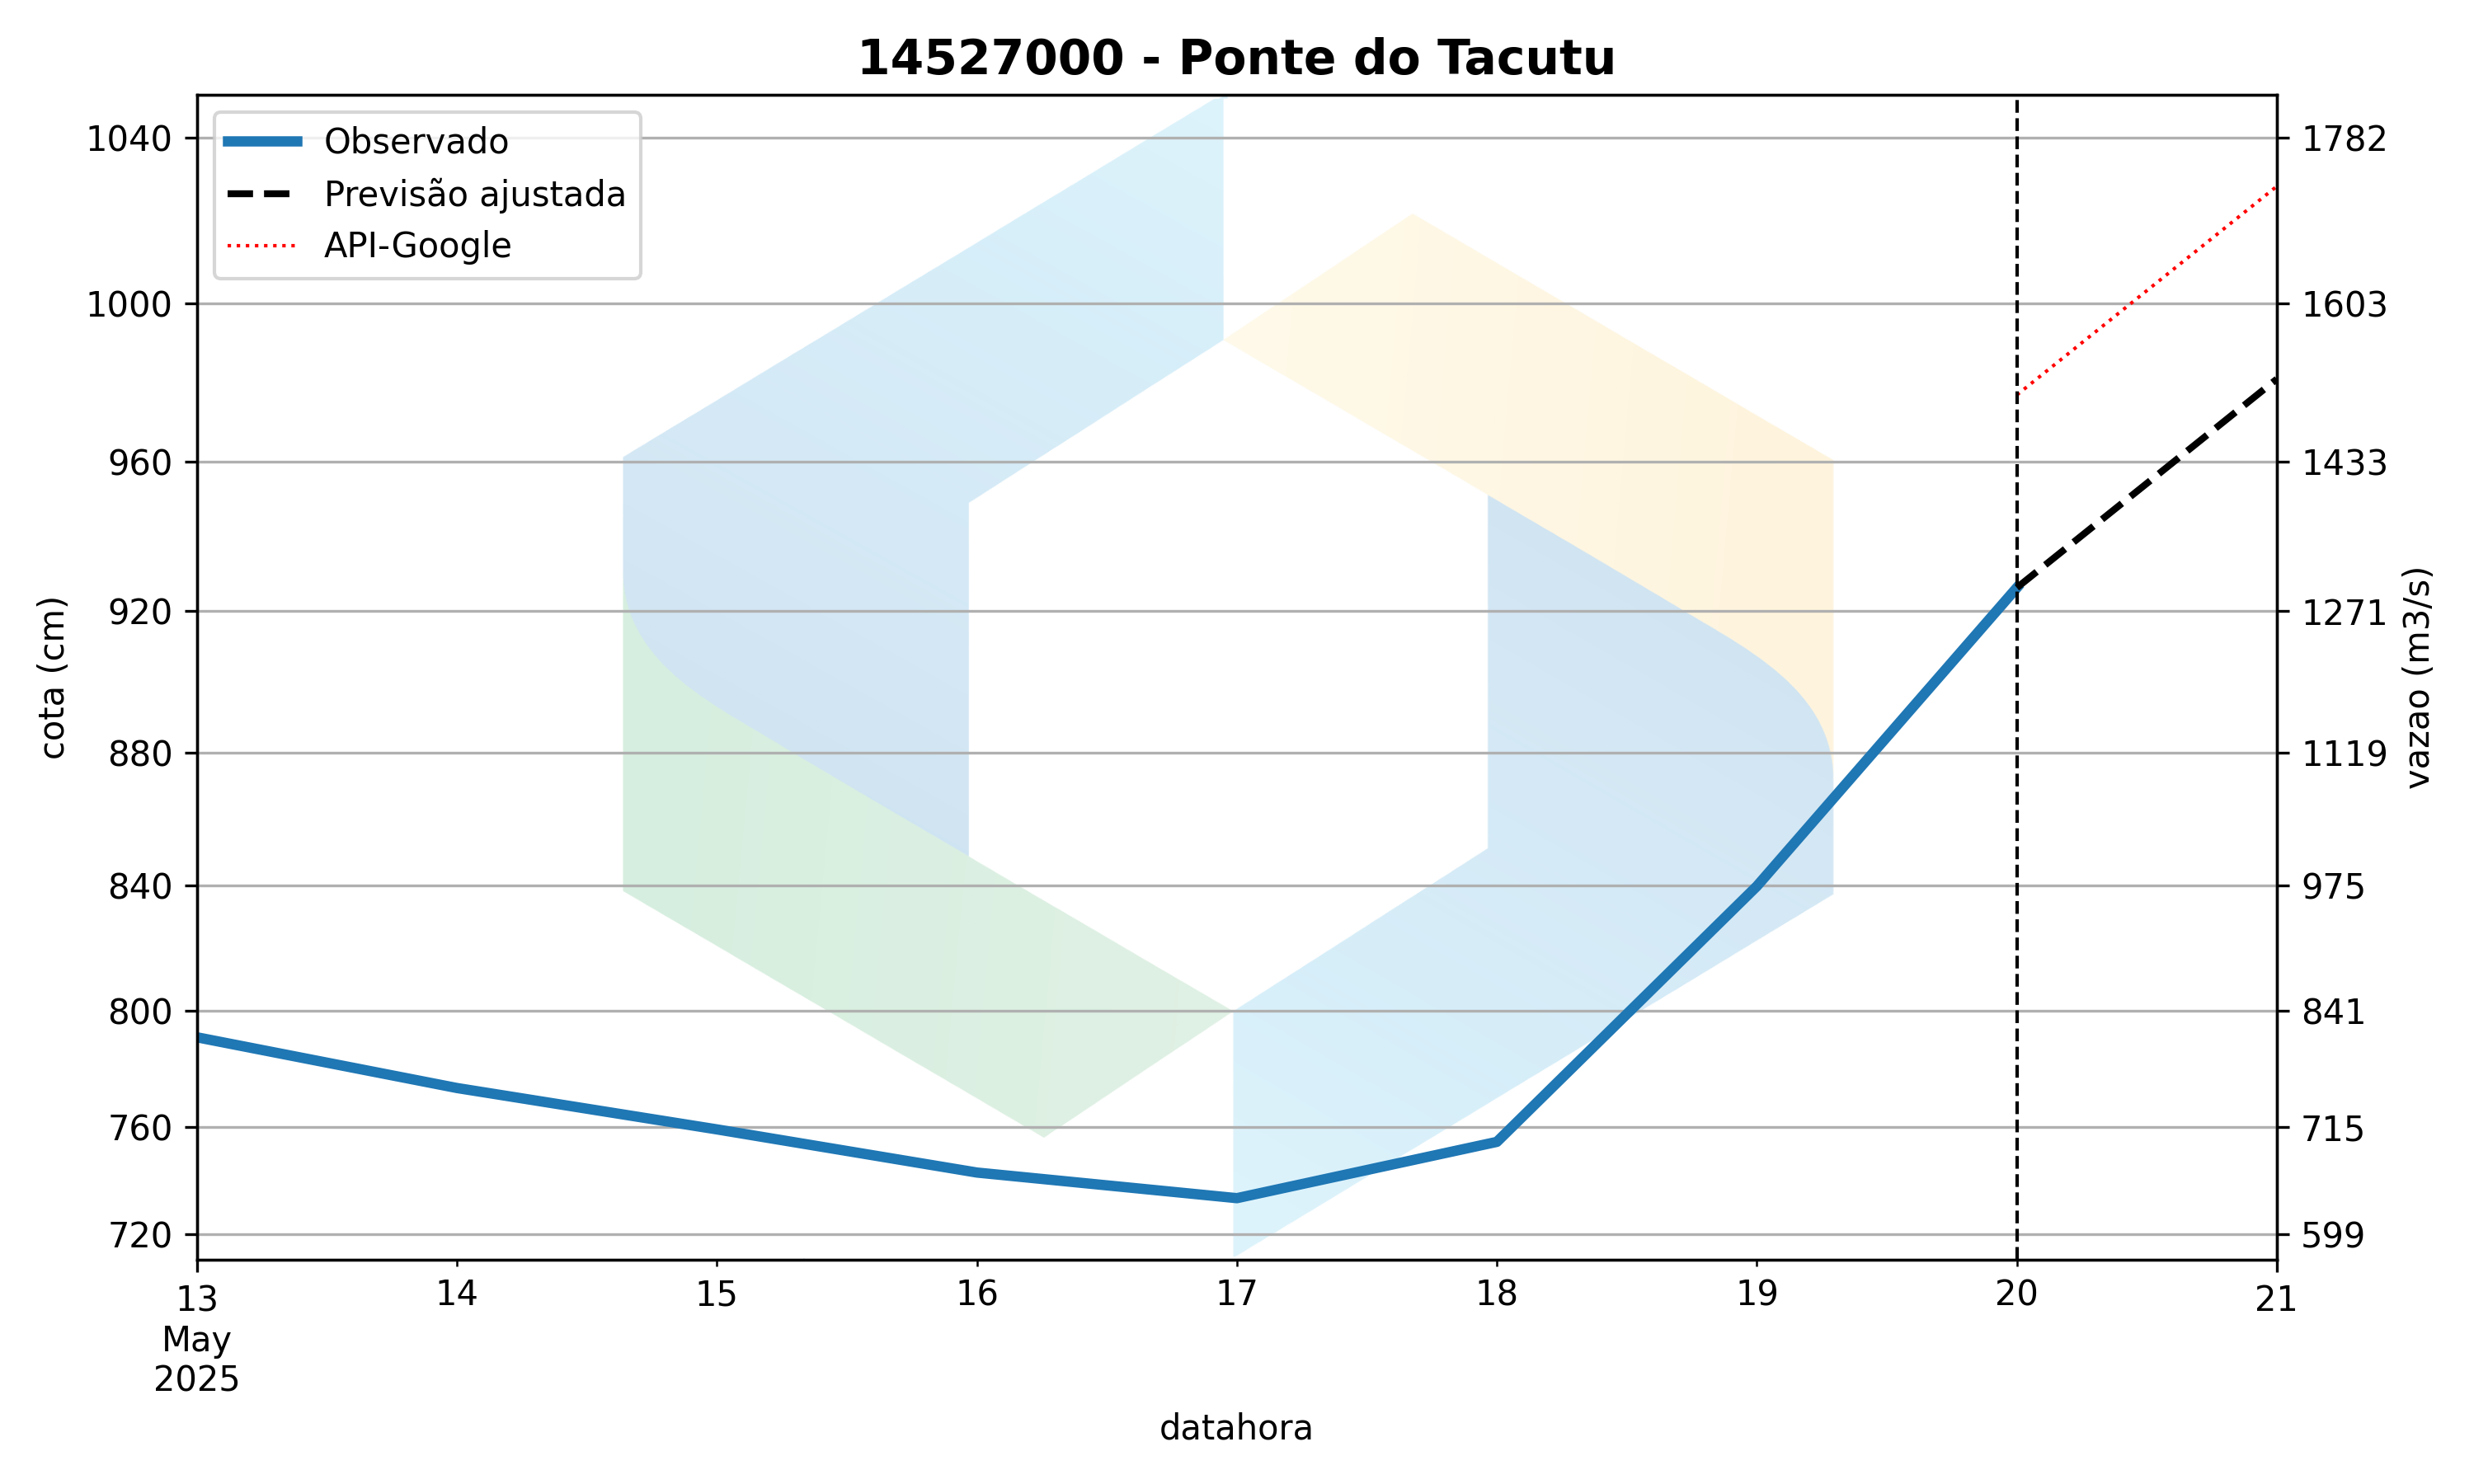 14527000 - Ponte do Tacutu
Observado
Previsão ajustada
API-Google
1040
1000
960
920
880
840
800
760
720
cota (cm)
1782
1603
1433
1271
1119
975
841
715
599
vazao (m3/s)
13 14 15 16 17 18 19 20 21
May
2025
datahora